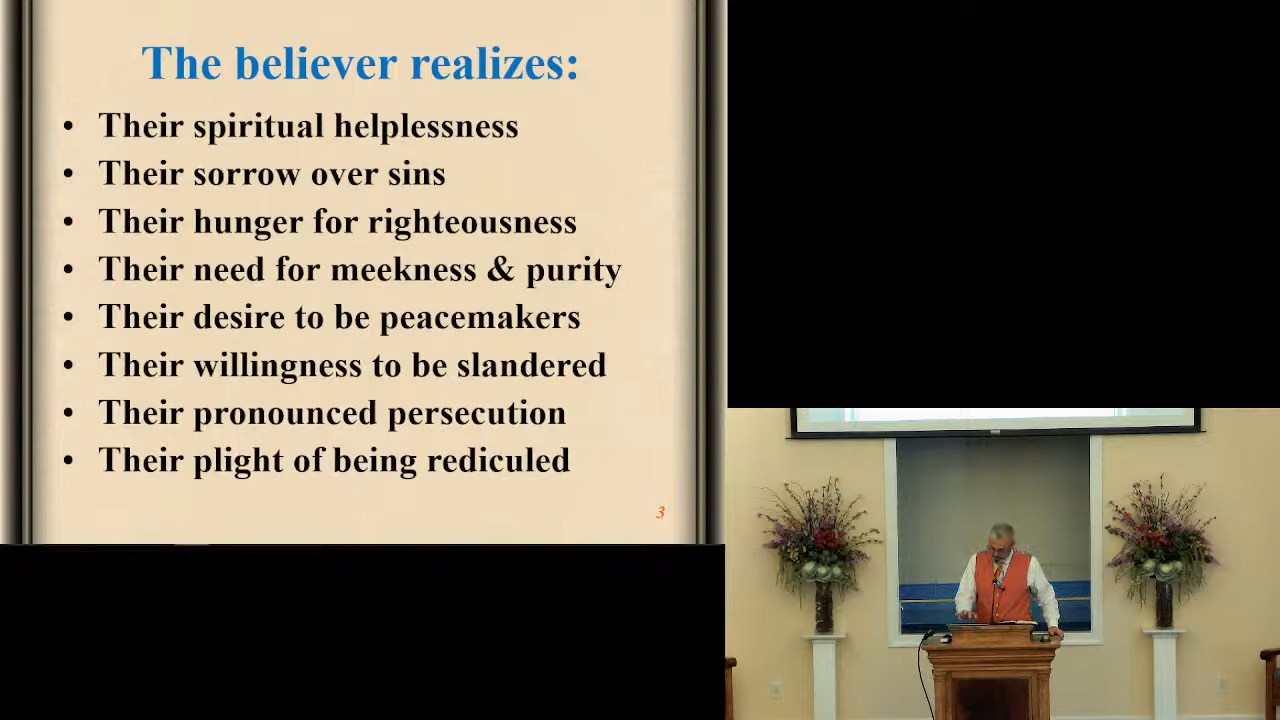 The believer realizes:
• Their spiritual helplessness
• Their sorrow over sins
• Their hunger for righteousness
• Their need for meekness & purity
• Their desire to be peacemakers
• Their willingness to be slandered
• Their pronounced persecution
• Their plight of being rediculed
3